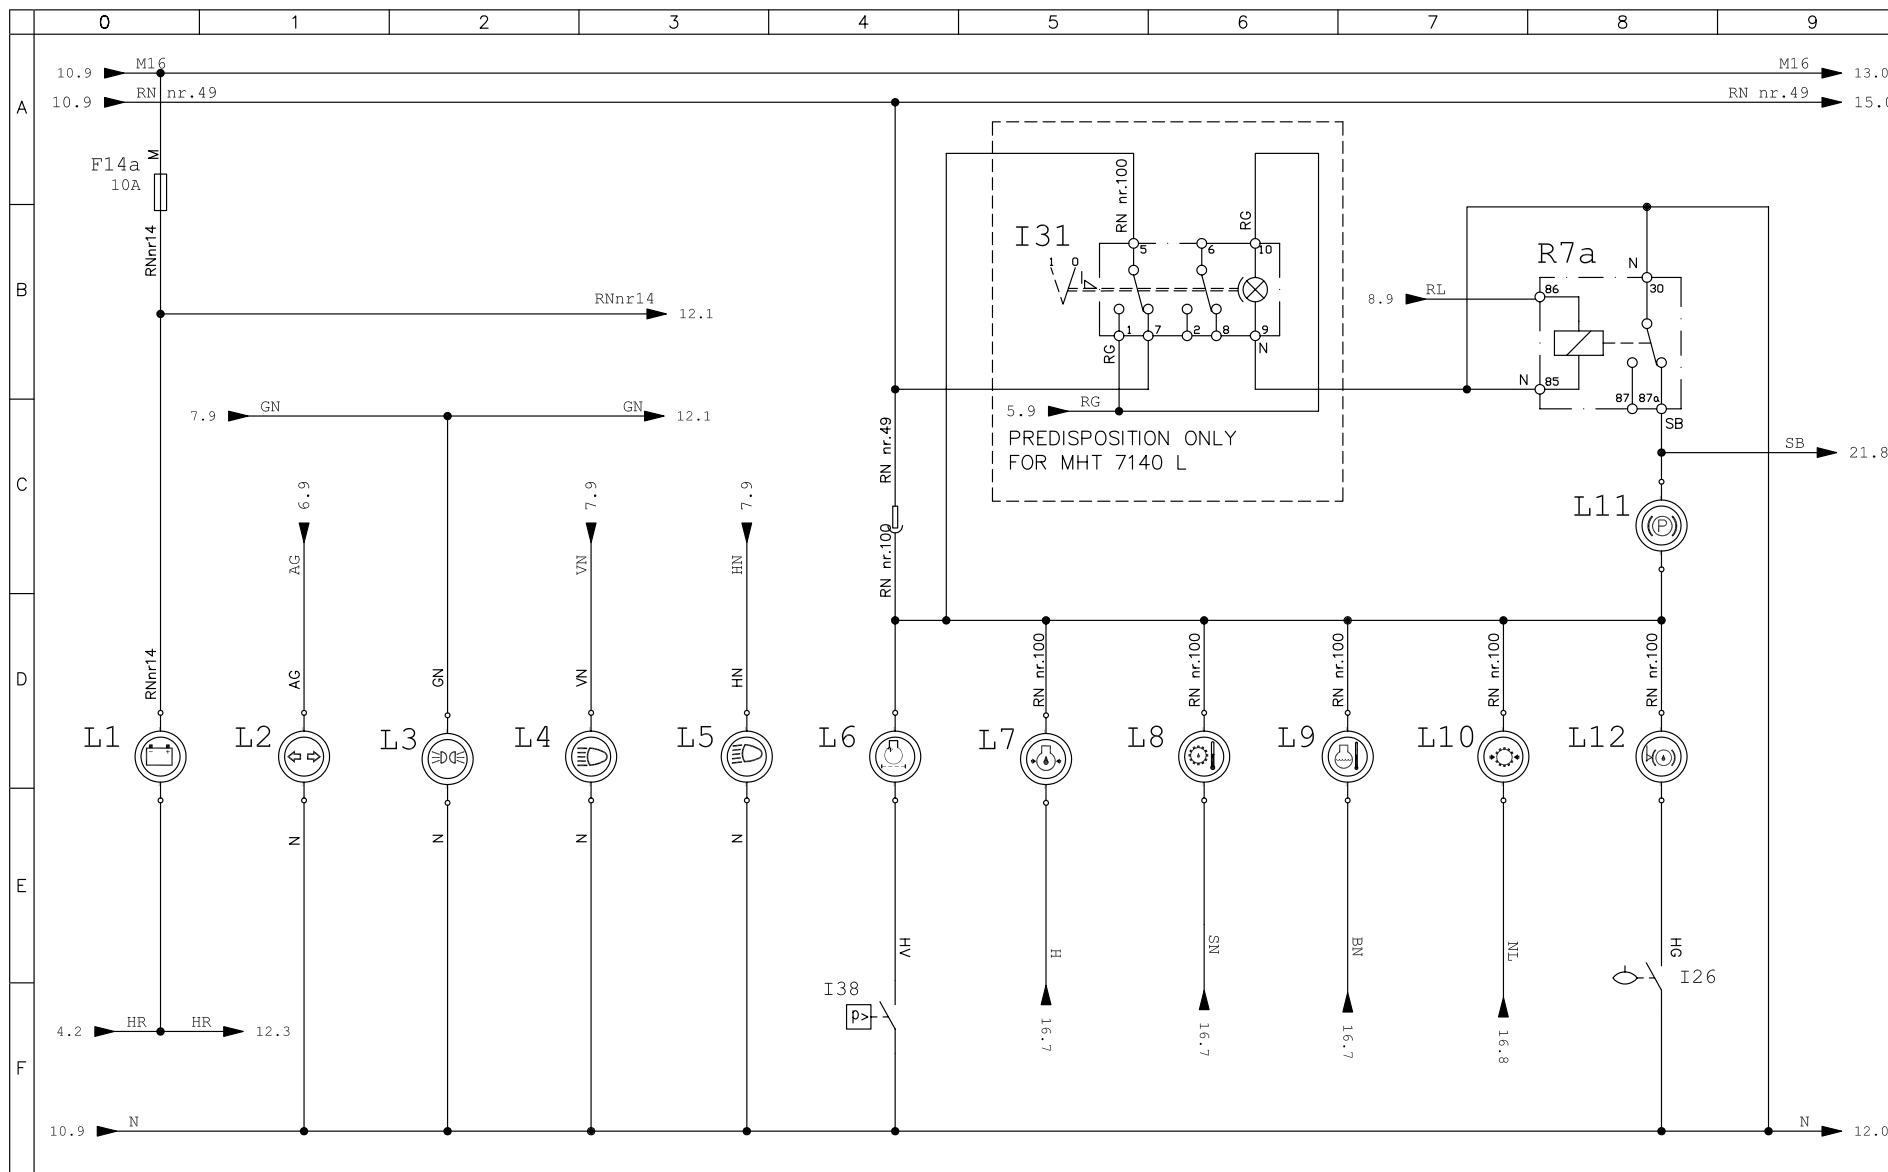 0 1 2 3 4 5 6 7 8 9
A
B
C
D
E
F
10.9 M16 M16 13.0
10.9 RN nr.49 RN nr.49
M
F14a
10A
RNnr14
RNnr14 12.1
7.9 GN GN 12.1
6.9
AG
7.9
VN
7.9
HN
RN nr.49
RN nr.100
RN nr.100
RG
I31
1 0
5 6 10
1 7 2 8 9
RG N
5.9 RG
PREDISPOSITION ONLY
FOR MHT 7140 L
8.9 RL
R7a
N
86 30
N 85
87 87a
SB
SB 21.8
L11
P
RNnr14
AG
GN
VN
HN
RN nr.100
RN nr.100
RN nr.100
RN nr.100
RN nr.100
L1 L2 L3 L4 L5 L6 L7 L8 L9 L10 L12
N
N
N
N
HV
H
SN
BN
NL
HG
I38
p>
I26
16.7
16.7
16.7
16.8
4.2 HR HR 12.3
10.9 N N 12.0